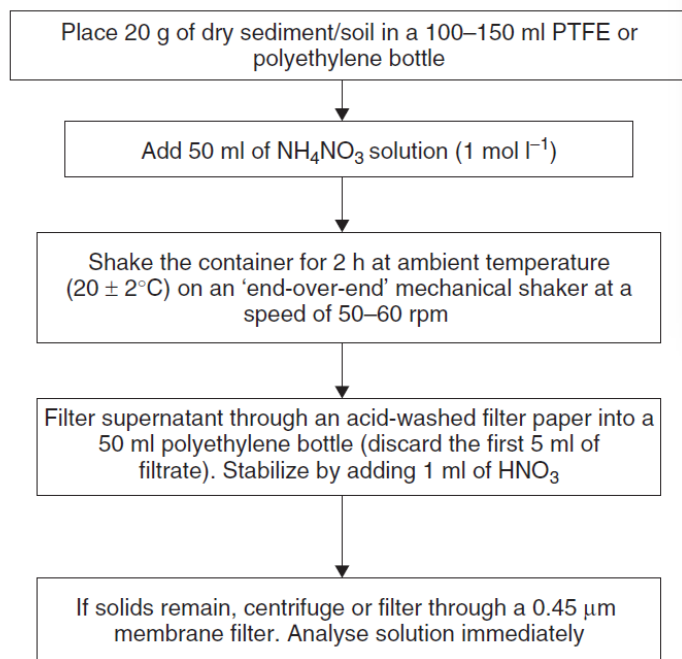 Place 20 g of dry sediment/soil in a 100–150 ml PTFE or
polyethylene bottle
Add 50 ml of NH₄NO₃ solution (1 mol l⁻¹)
Shake the container for 2 h at ambient temperature
(20 ± 2°C) on an ‘end-over-end’ mechanical shaker at a
speed of 50–60 rpm
Filter supernatant through an acid-washed filter paper into a
50 ml polyethylene bottle (discard the first 5 ml of
filtrate). Stabilize by adding 1 ml of HNO₃
If solids remain, centrifuge or filter through a 0.45 μm
membrane filter. Analyse solution immediately